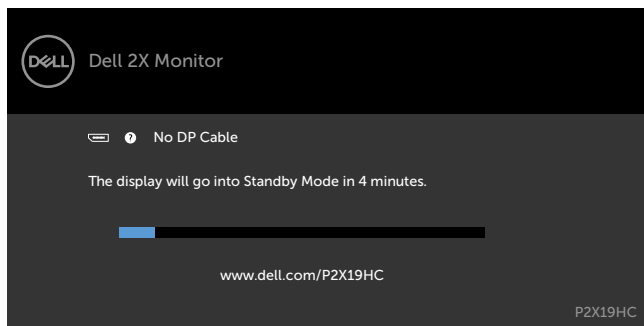 DELL Dell 2X Monitor
? No DP Cable
The display will go into Standby Mode in 4 minutes.
www.dell.com/P2X19HC
P2X19HC